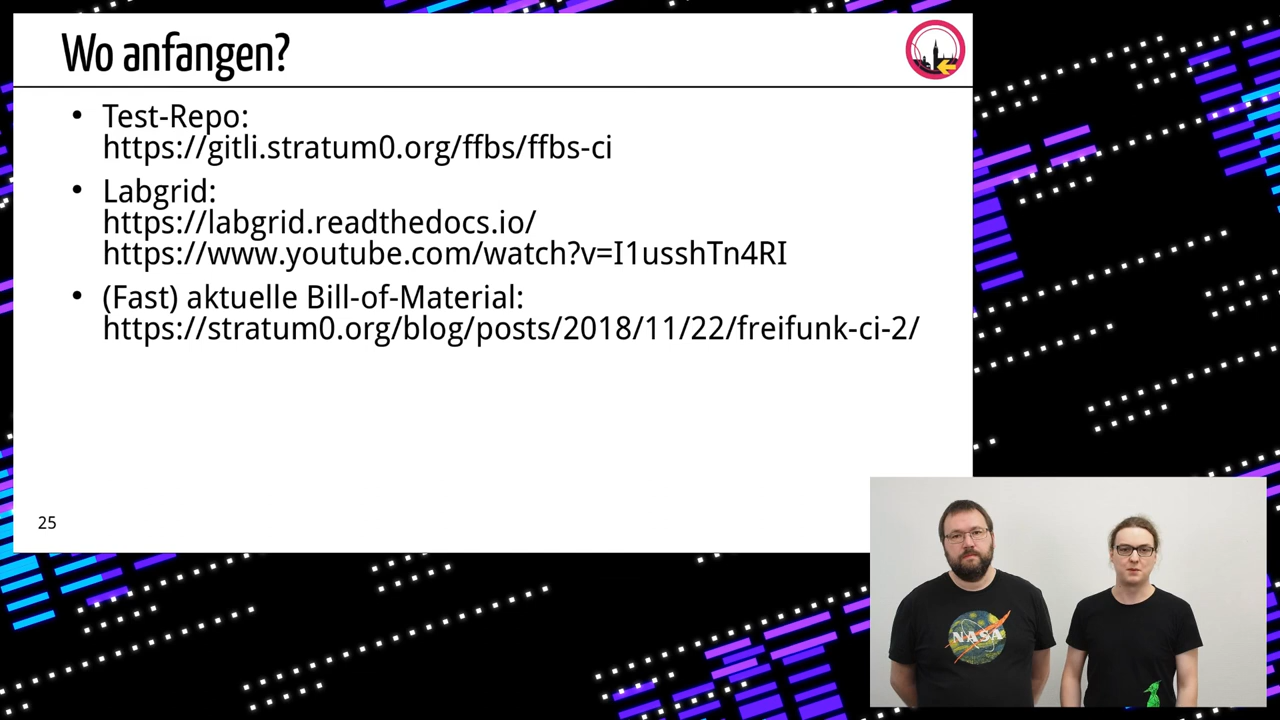 Wo anfangen?
• Test-Repo:
https://gitli.stratum0.org/ffbs/ffbs-ci
• Labgrid:
https://labgrid.readthedocs.io/
https://www.youtube.com/watch?v=I1usshTn4RI
• (Fast) aktuelle Bill-of-Material:
https://stratum0.org/blog/posts/2018/11/22/freifunk-ci-2/
25
NASA